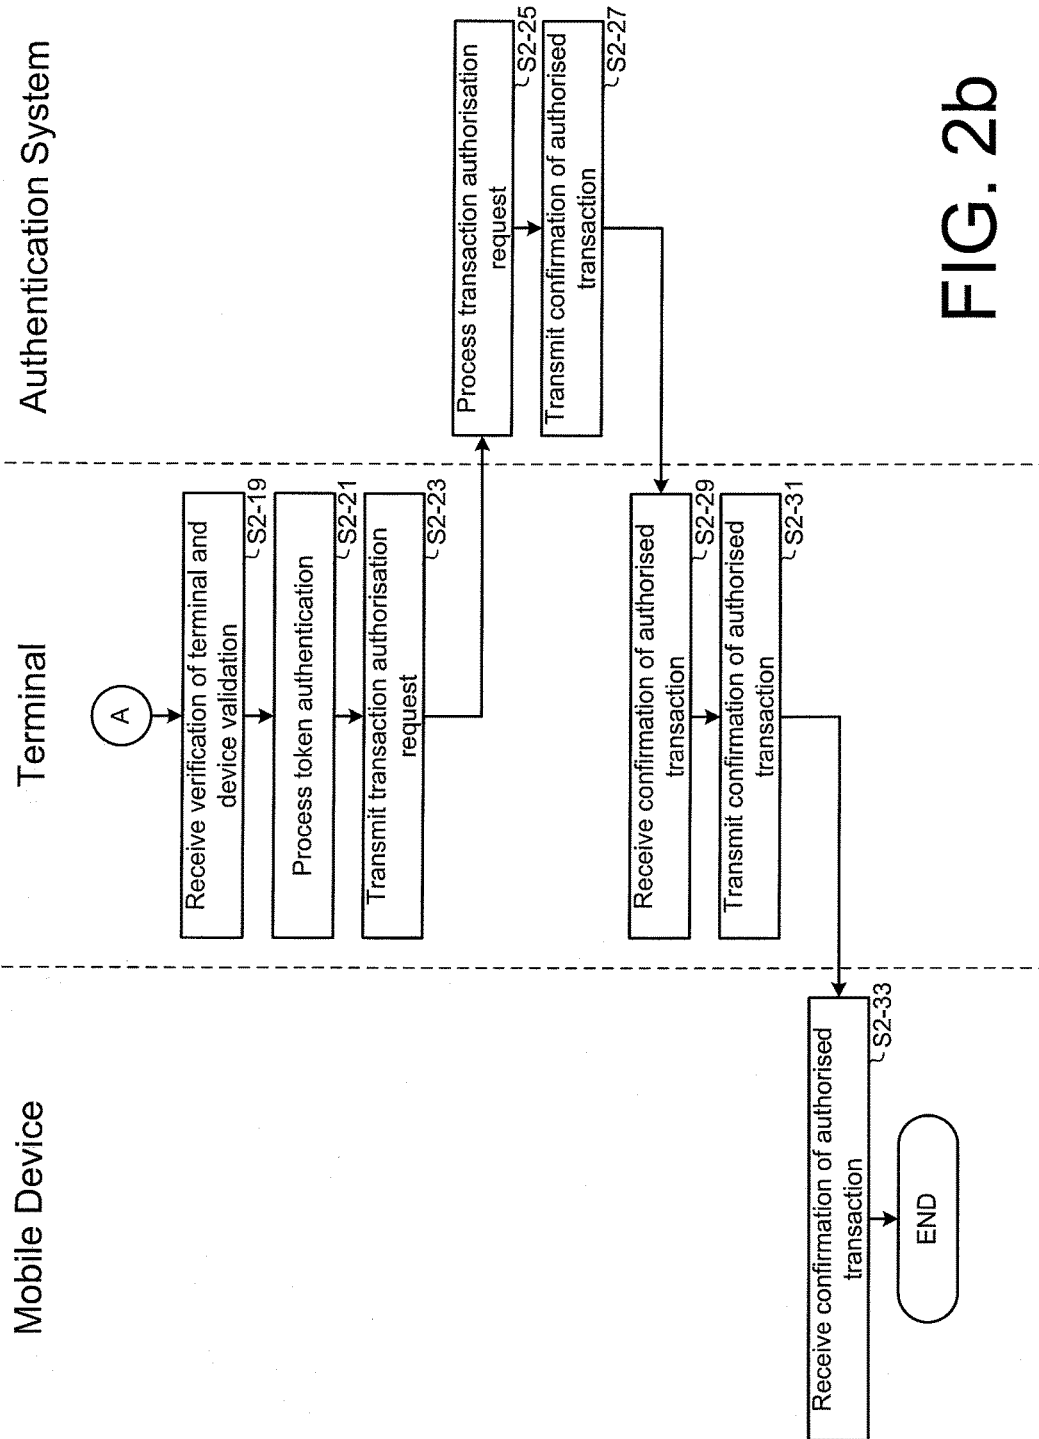 Mobile Device
Terminal
Authentication System
A
Receive verification of terminal and
device validation
S2-19
Process token authentication
S2-21
Transmit transaction authorisation
request
S2-23
Process transaction authorisation
request
S2-25
Transmit confirmation of authorised
transaction
S2-27
Receive confirmation of authorised
transaction
S2-29
Transmit confirmation of authorised
transaction
S2-31
Receive confirmation of authorised
transaction
S2-33
END
FIG. 2b